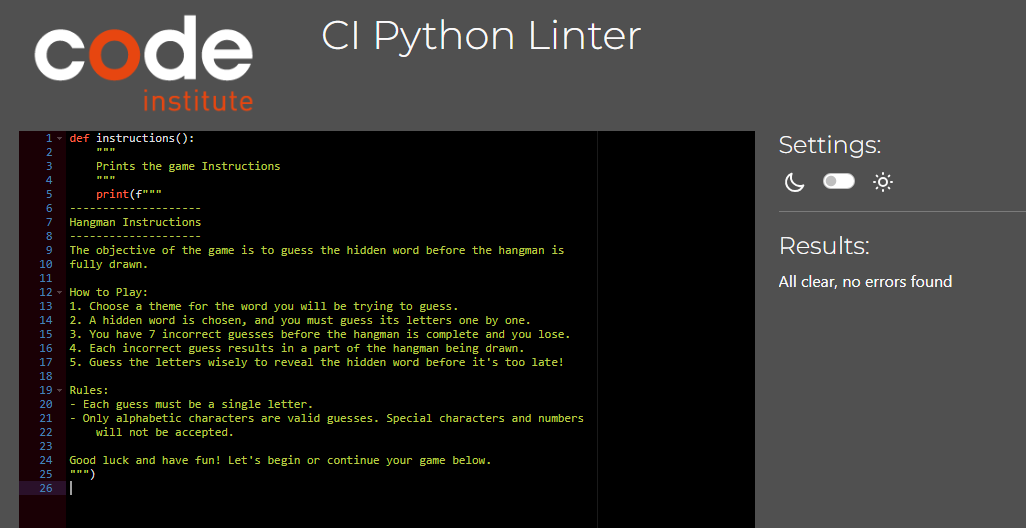 code
institute
CI Python Linter
1 def instructions():
2     """
3     Prints the game Instructions
4     """
5     print(f"""
6 --------------------
7 Hangman Instructions
8 --------------------
9 The objective of the game is to guess the hidden word before the hangman is
10 fully drawn.
11
12 How to Play:
13 1. Choose a theme for the word you will be trying to guess.
14 2. A hidden word is chosen, and you must guess its letters one by one.
15 3. You have 7 incorrect guesses before the hangman is complete and you lose.
16 4. Each incorrect guess results in a part of the hangman being drawn.
17 5. Guess the letters wisely to reveal the hidden word before it's too late!
18
19 Rules:
20 - Each guess must be a single letter.
21 - Only alphabetic characters are valid guesses. Special characters and numbers
22     will not be accepted.
23
24 Good luck and have fun! Let's begin or continue your game below.
25 """)
26
Settings:
Results:
All clear, no errors found